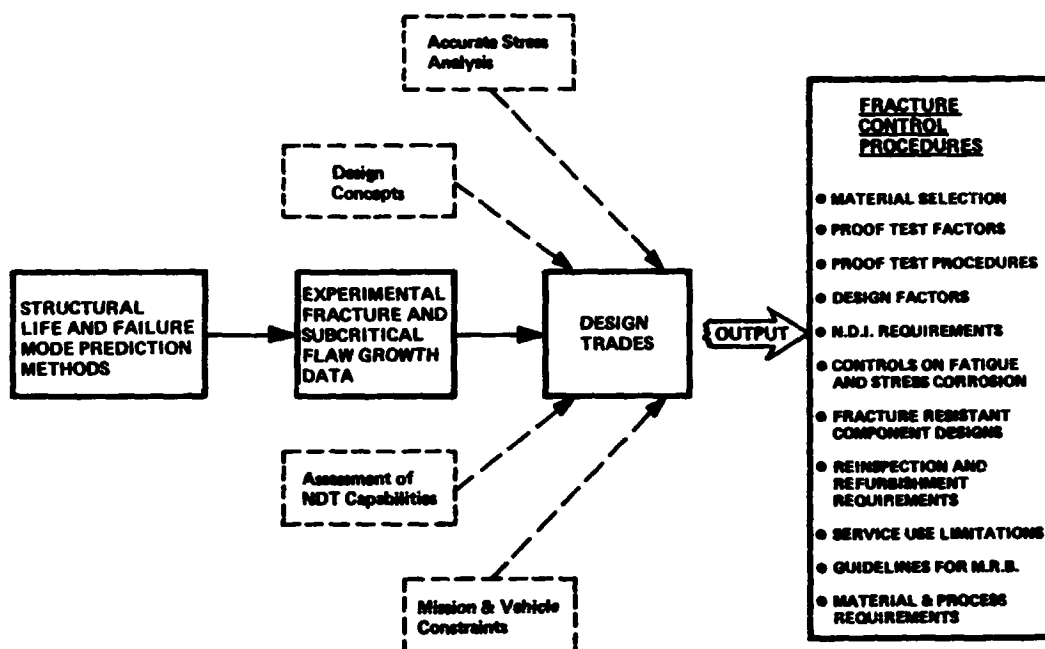 Accurate Stress
Analysis
Design
Concepts
STRUCTURAL
LIFE AND FAILURE
MODE PREDICTION
METHODS
EXPERIMENTAL
FRACTURE AND
SUBCRITICAL
FLAW GROWTH
DATA
DESIGN
TRADES
OUTPUT
Assessment of
NDT Capabilities
Mission & Vehicle
Constraints
FRACTURE
CONTROL
PROCEDURES
● MATERIAL SELECTION
● PROOF TEST FACTORS
● PROOF TEST PROCEDURES
● DESIGN FACTORS
● N.D.I. REQUIREMENTS
● CONTROLS ON FATIGUE
AND STRESS CORROSION
● FRACTURE RESISTANT
COMPONENT DESIGNS
● REINSPECTION AND
REFURBISHMENT
REQUIREMENTS
● SERVICE USE LIMITATIONS
● GUIDELINES FOR M.R.B.
● MATERIAL & PROCESS
REQUIREMENTS